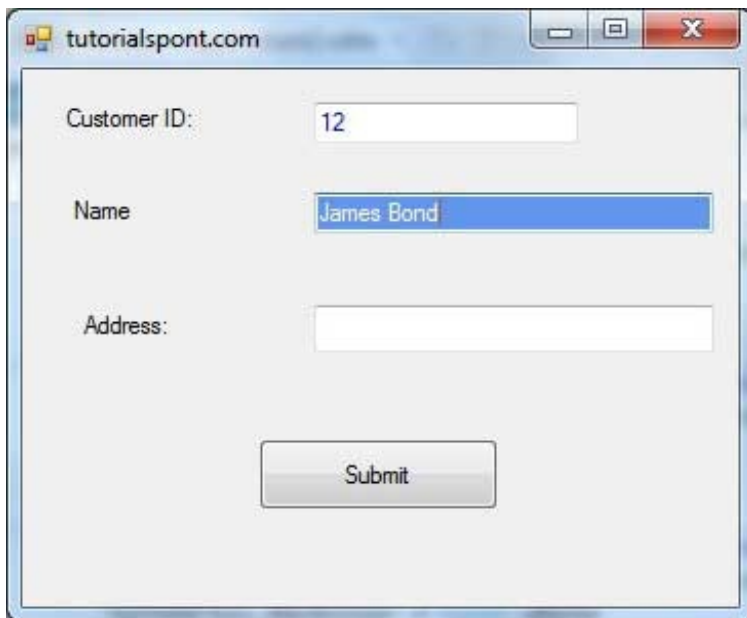 tutorialspont.com
Customer ID: 12
Name James Bond
Address:
Submit